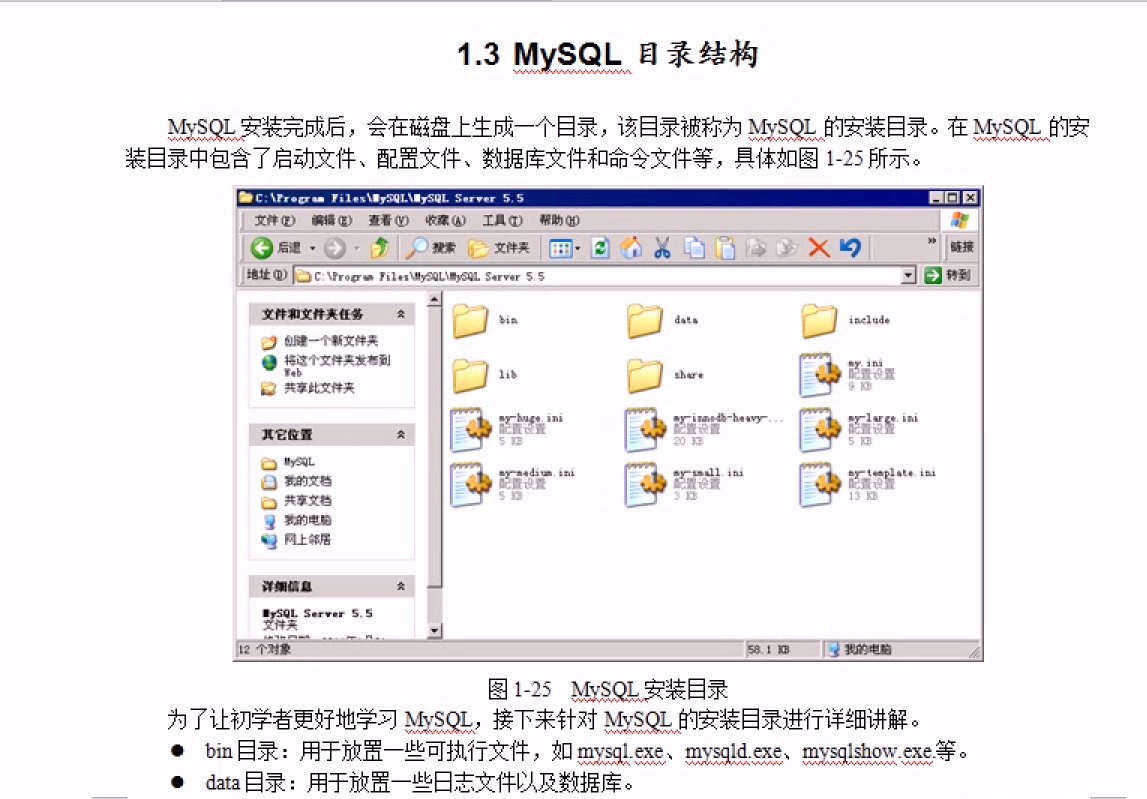 1.3 MySQL 目录结构
MySQL 安装完成后，会在磁盘上生成一个目录，该目录被称为 MySQL 的安装目录。在 MySQL 的安
装目录中包含了启动文件、配置文件、数据库文件和命令文件等，具体如图 1-25 所示。
C:\Program Files\MySQL\MySQL Server 5.5
文件(F) 编辑(E) 查看(V) 收藏(A) 工具(T) 帮助(H)
后退 搜索 文件夹 » 链接
地址(D) C:\Program Files\MySQL\MySQL Server 5.5 转到
文件和文件夹任务
创建一个新文件夹
将这个文件夹发布到
Web
共享此文件夹
其它位置
MySQL
我的文档
共享文档
我的电脑
网上邻居
详细信息
MySQL Server 5.5
文件夹
bin data include
lib share
my.ini
配置设置
9 KB
my-huge.ini
配置设置
5 KB
my-innodb-heavy-...
配置设置
20 KB
my-large.ini
配置设置
5 KB
my-medium.ini
配置设置
5 KB
my-small.ini
配置设置
3 KB
my-template.ini
配置设置
13 KB
12 个对象 58.1 KB 我的电脑
图 1-25 MySQL 安装目录
为了让初学者更好地学习 MySQL，接下来针对 MySQL 的安装目录进行详细讲解。
● bin 目录：用于放置一些可执行文件，如 mysql.exe、mysqld.exe、mysqlshow.exe.等。
● data 目录：用于放置一些日志文件以及数据库。